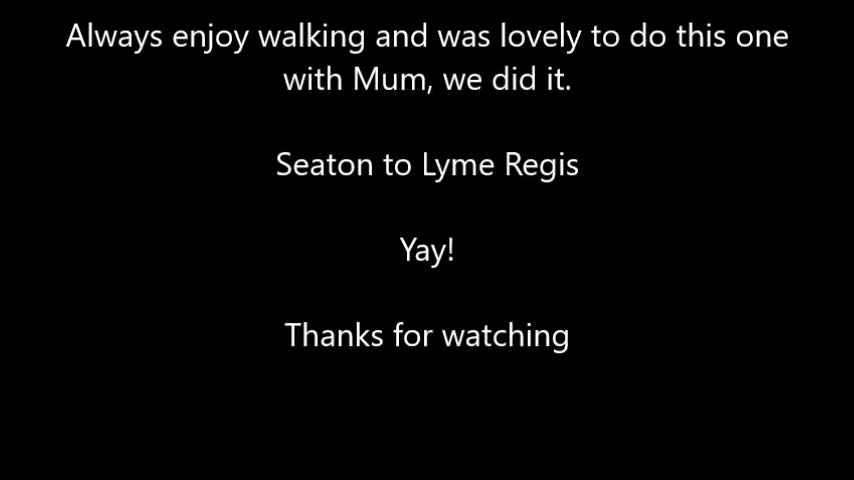 Always enjoy walking and was lovely to do this one
with Mum, we did it.
Seaton to Lyme Regis
Yay!
Thanks for watching